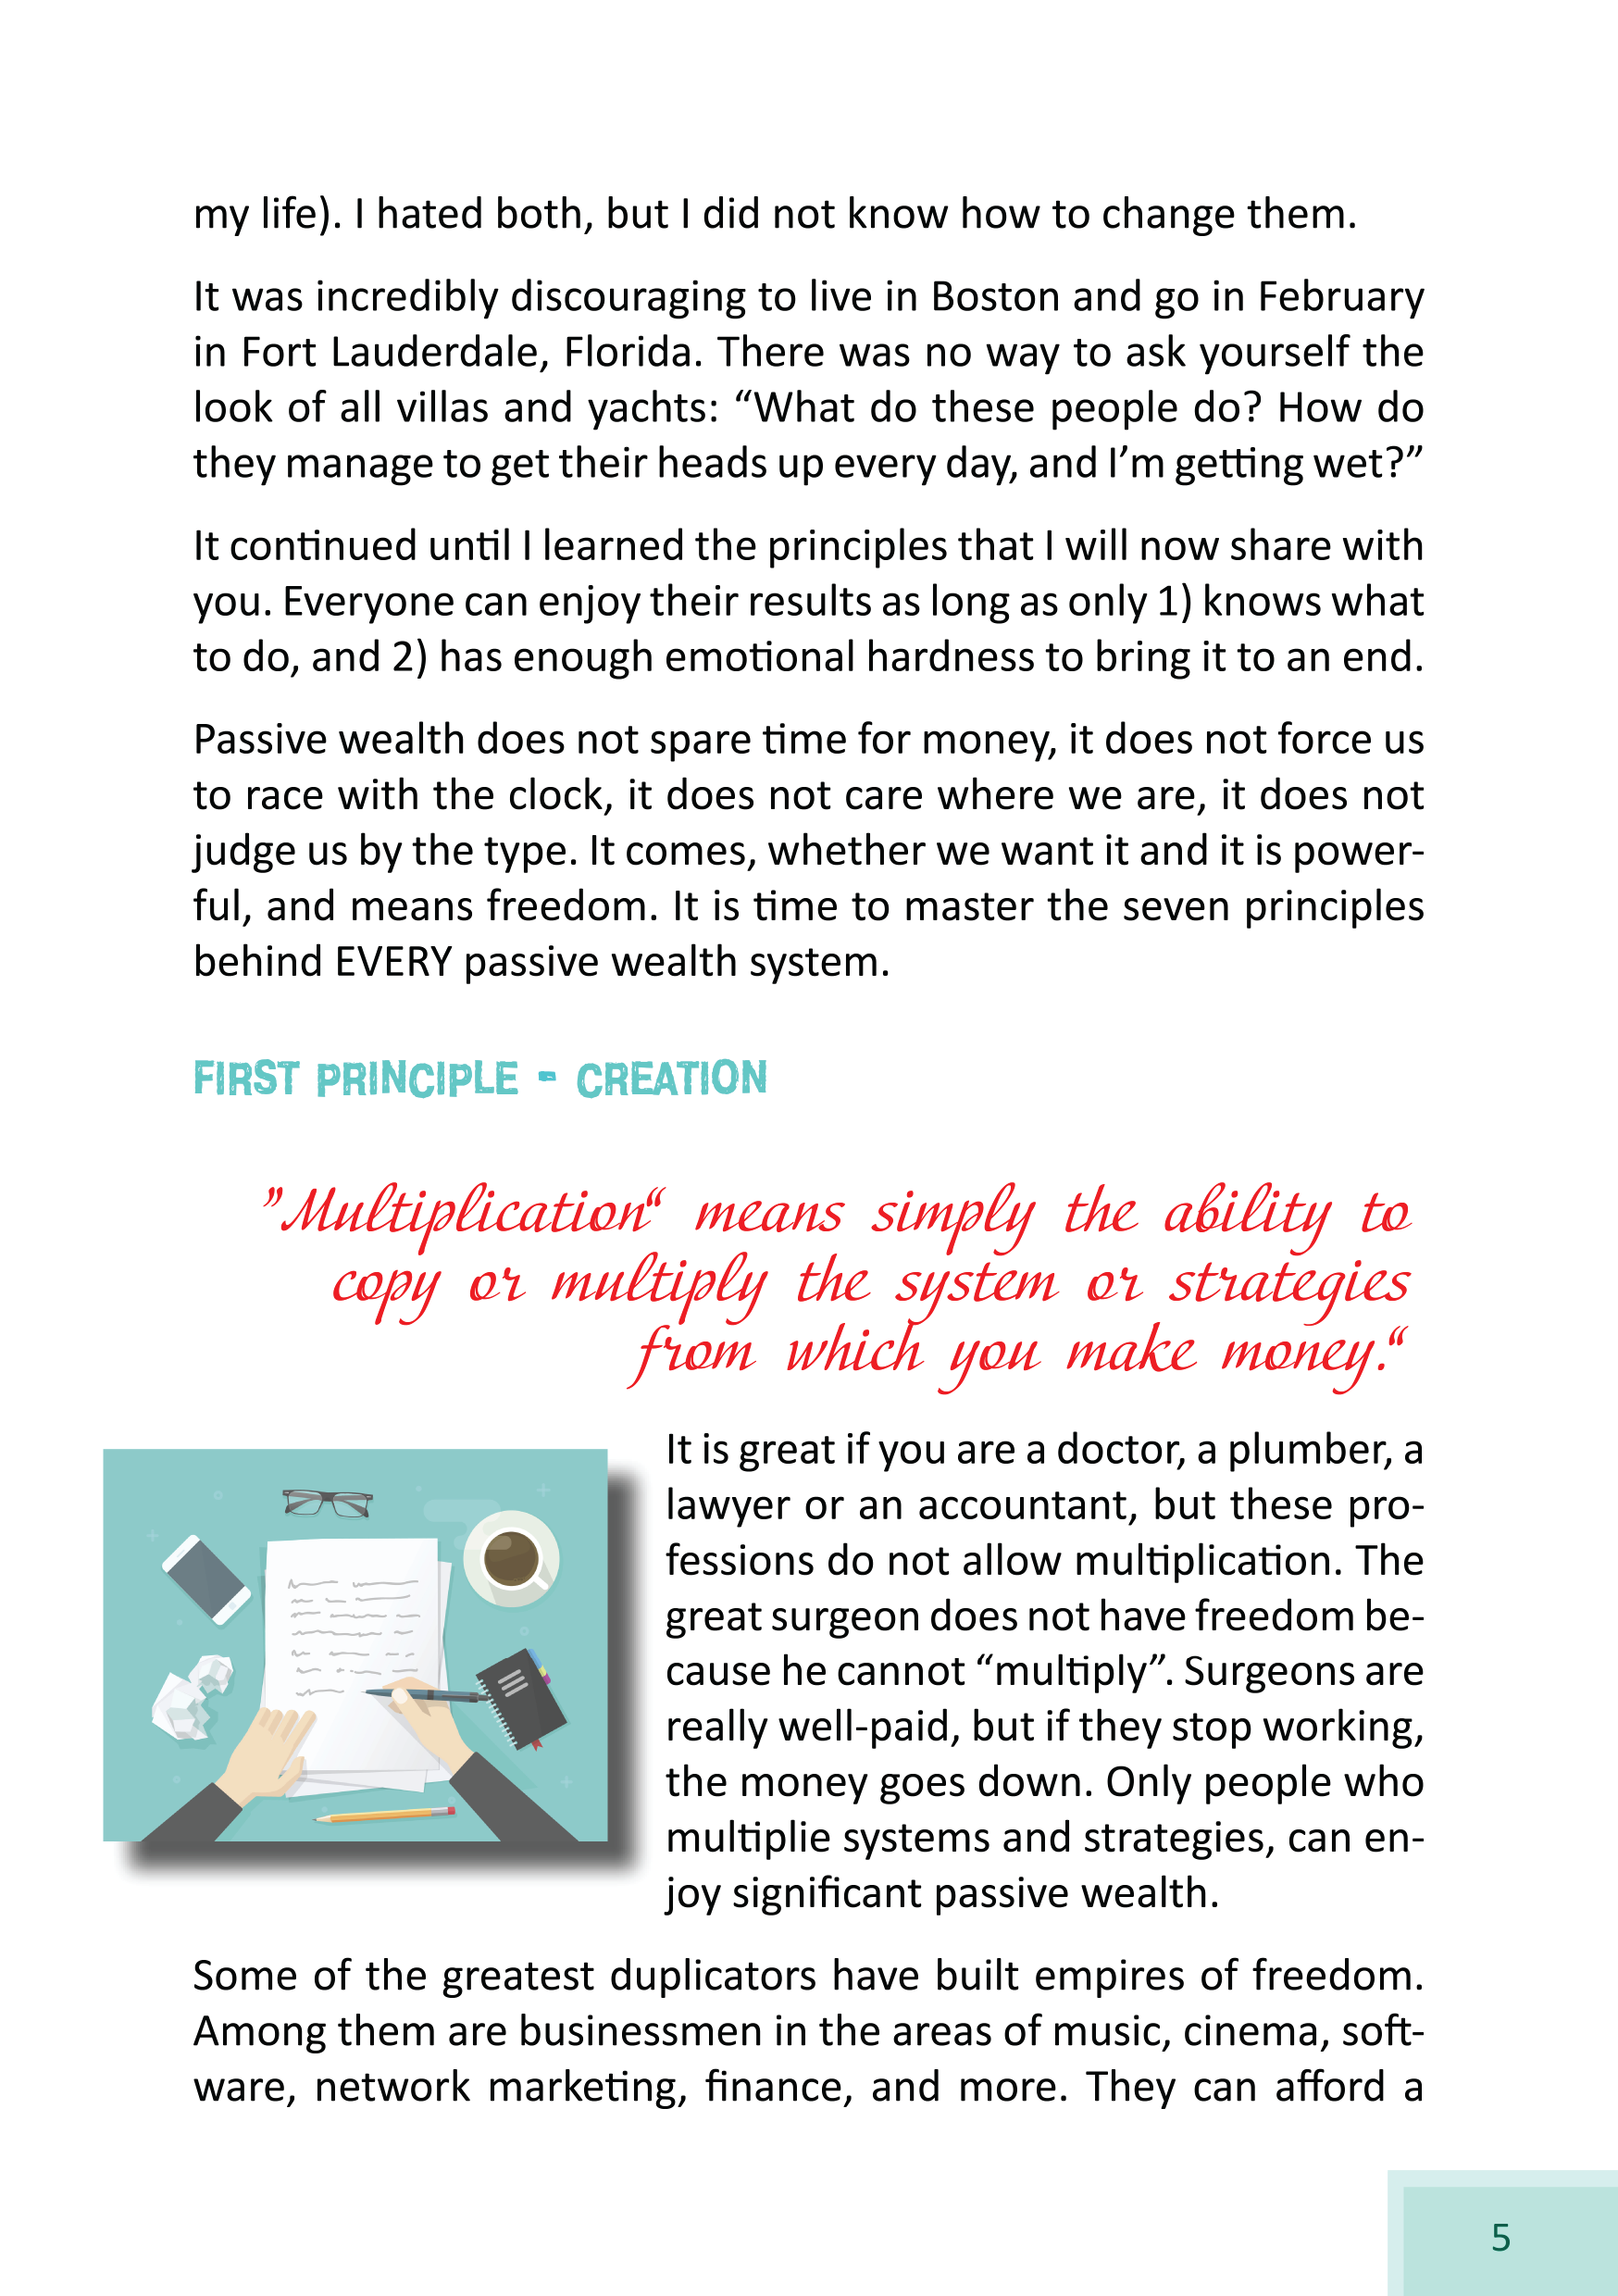 my life). I hated both, but I did not know how to change them.
It was incredibly discouraging to live in Boston and go in February
in Fort Lauderdale, Florida. There was no way to ask yourself the
look of all villas and yachts: “What do these people do? How do
they manage to get their heads up every day, and I’m getting wet?”
It continued until I learned the principles that I will now share with
you. Everyone can enjoy their results as long as only 1) knows what
to do, and 2) has enough emotional hardness to bring it to an end.
Passive wealth does not spare time for money, it does not force us
to race with the clock, it does not care where we are, it does not
judge us by the type. It comes, whether we want it and it is power-
ful, and means freedom. It is time to master the seven principles
behind EVERY passive wealth system.
FIRST PRINCIPLE - CREATION
”Multiplication“ means simply the ability to
copy or multiply the system or strategies
from which you make money.“
It is great if you are a doctor, a plumber, a
lawyer or an accountant, but these pro-
fessions do not allow multiplication. The
great surgeon does not have freedom be-
cause he cannot “multiply”. Surgeons are
really well-paid, but if they stop working,
the money goes down. Only people who
multiplie systems and strategies, can en-
joy significant passive wealth.
Some of the greatest duplicators have built empires of freedom.
Among them are businessmen in the areas of music, cinema, soft-
ware, network marketing, finance, and more. They can afford a
5